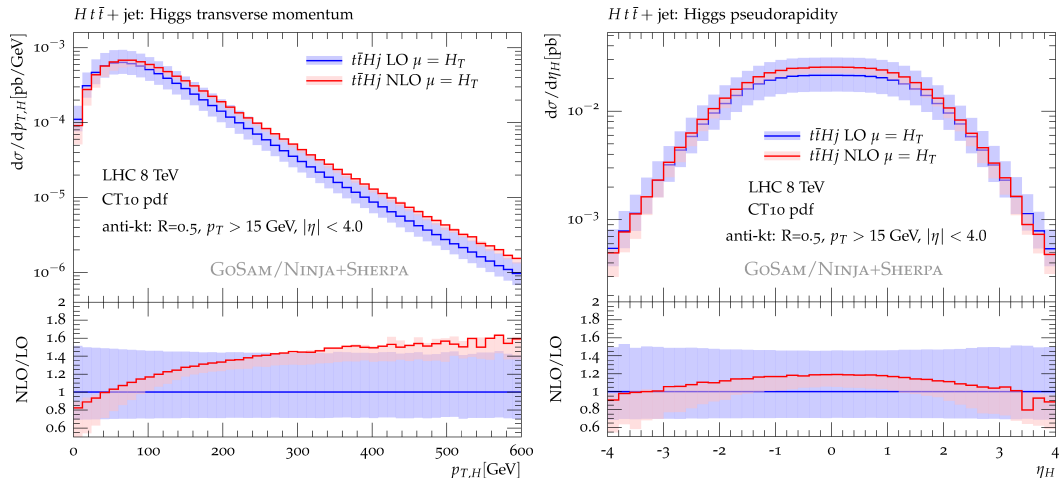 H t t̄ + jet: Higgs transverse momentum
dσ/dp_{T,H}[pb/GeV]
10^{-3}
10^{-4}
10^{-5}
10^{-6}
tt̄Hj LO μ = H_T
tt̄Hj NLO μ = H_T
LHC 8 TeV
CT10 pdf
anti-kt: R=0.5, p_T > 15 GeV, |η| < 4.0
GoSam/Ninja+Sherpa
NLO/LO
2
1.8
1.6
1.4
1.2
1
0.8
0.6
0 100 200 300 400 500 600
p_{T,H}[GeV]
H t t̄ + jet: Higgs pseudorapidity
dσ/dη_H[pb]
10^{-2}
10^{-3}
tt̄Hj LO μ = H_T
tt̄Hj NLO μ = H_T
LHC 8 TeV
CT10 pdf
anti-kt: R=0.5, p_T > 15 GeV, |η| < 4.0
GoSam/Ninja+Sherpa
NLO/LO
2
1.8
1.6
1.4
1.2
1
0.8
0.6
-4 -3 -2 -1 0 1 2 3 4
η_H